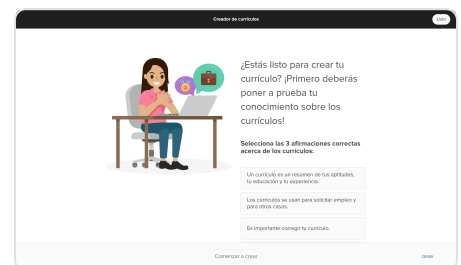 Creador de currículos
Listo
¿Estás listo para crear tu
currículo? ¡Primero deberás
poner a prueba tu
conocimiento sobre los
currículos!
Selecciona las 3 afirmaciones correctas
acerca de los currículos:
Un currículo es un resumen de tus aptitudes,
tu educación y tu experiencia.
Los currículos se usan para solicitar empleo y
para otros casos.
Es importante corregir tu currículo.
Comenzar a crear